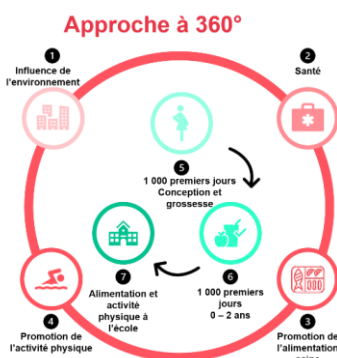 Approche à 360°
1
Influence de
l'environnement
2
Santé
5
1 000 premiers jours
Conception et
grossesse
7
Alimentation et
activité
physique à
l'école
6
1 000 premiers
jours
0 – 2 ans
4
Promotion de
l'activité physique
3
Promotion de
l'alimentation